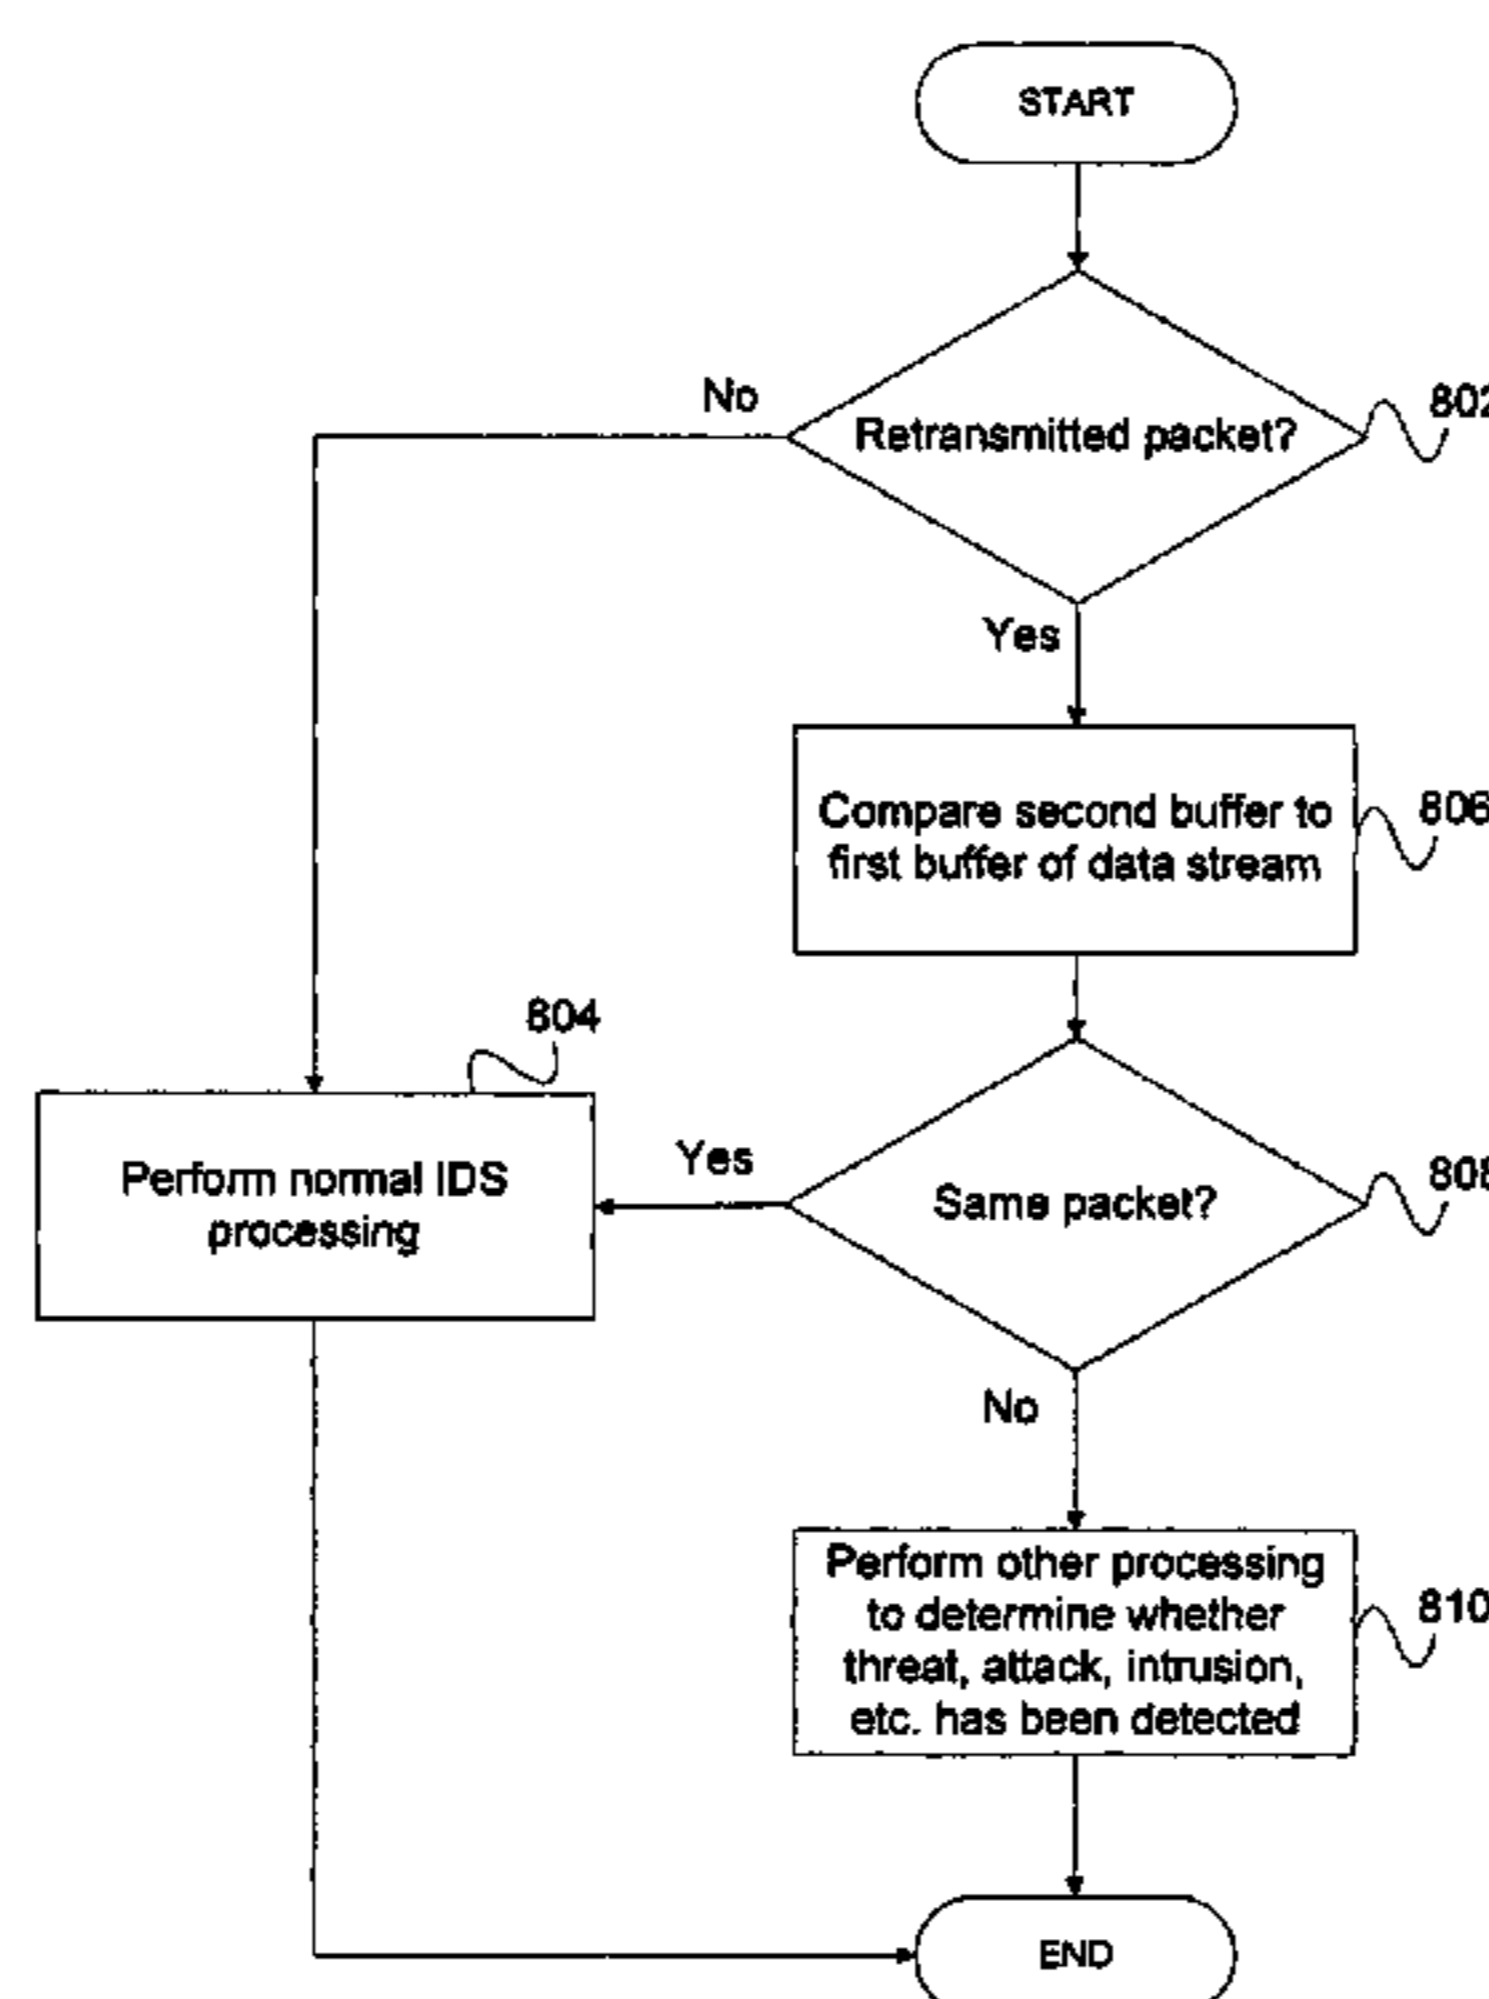 START
No
Retransmitted packet?
802
Yes
Compare second buffer to
first buffer of data stream
806
804
Perform normal IDS
processing
Yes
Same packet?
808
No
Perform other processing
to determine whether
threat, attack, intrusion,
etc. has been detected
810
END